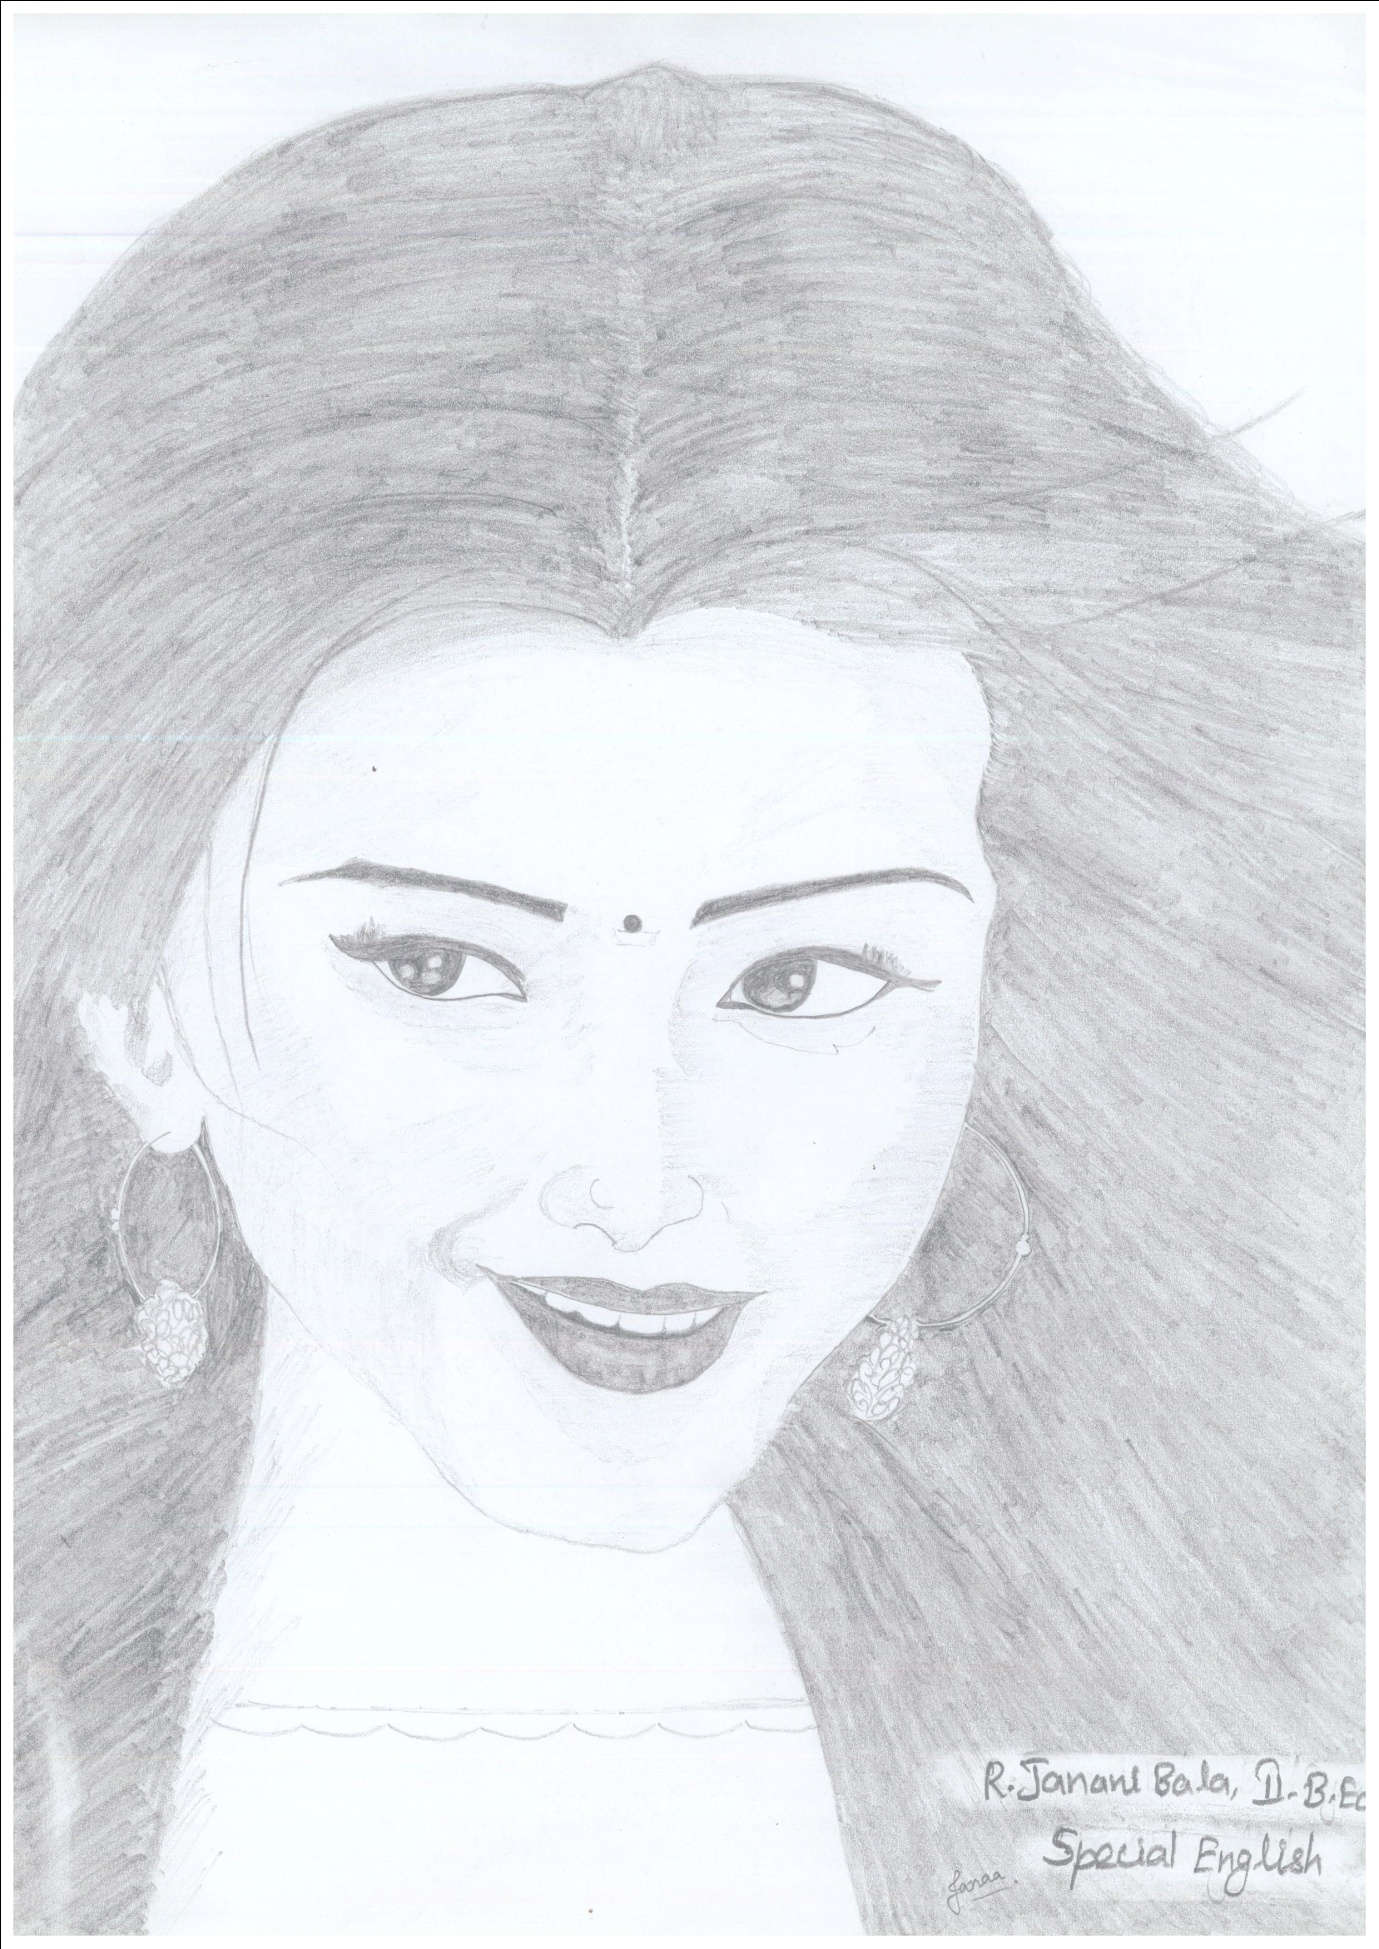 R. Janani Bala, II. B.Ed
Special English
Janaa.